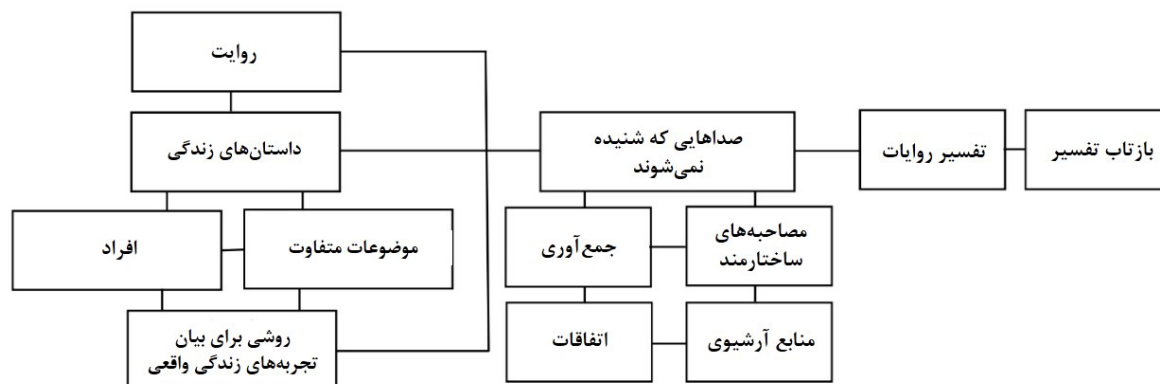 روایت
داستان‌های زندگی
افراد
موضوعات متفاوت
روشی برای بیان
تجربه‌های زندگی واقعی
صداهایی که شنیده
نمی‌شوند
جمع‌آوری
مصاحبه‌های
ساختارمند
اتفاقات
منابع آرشیوی
تفسیر روایات
بازتاب تفسیر